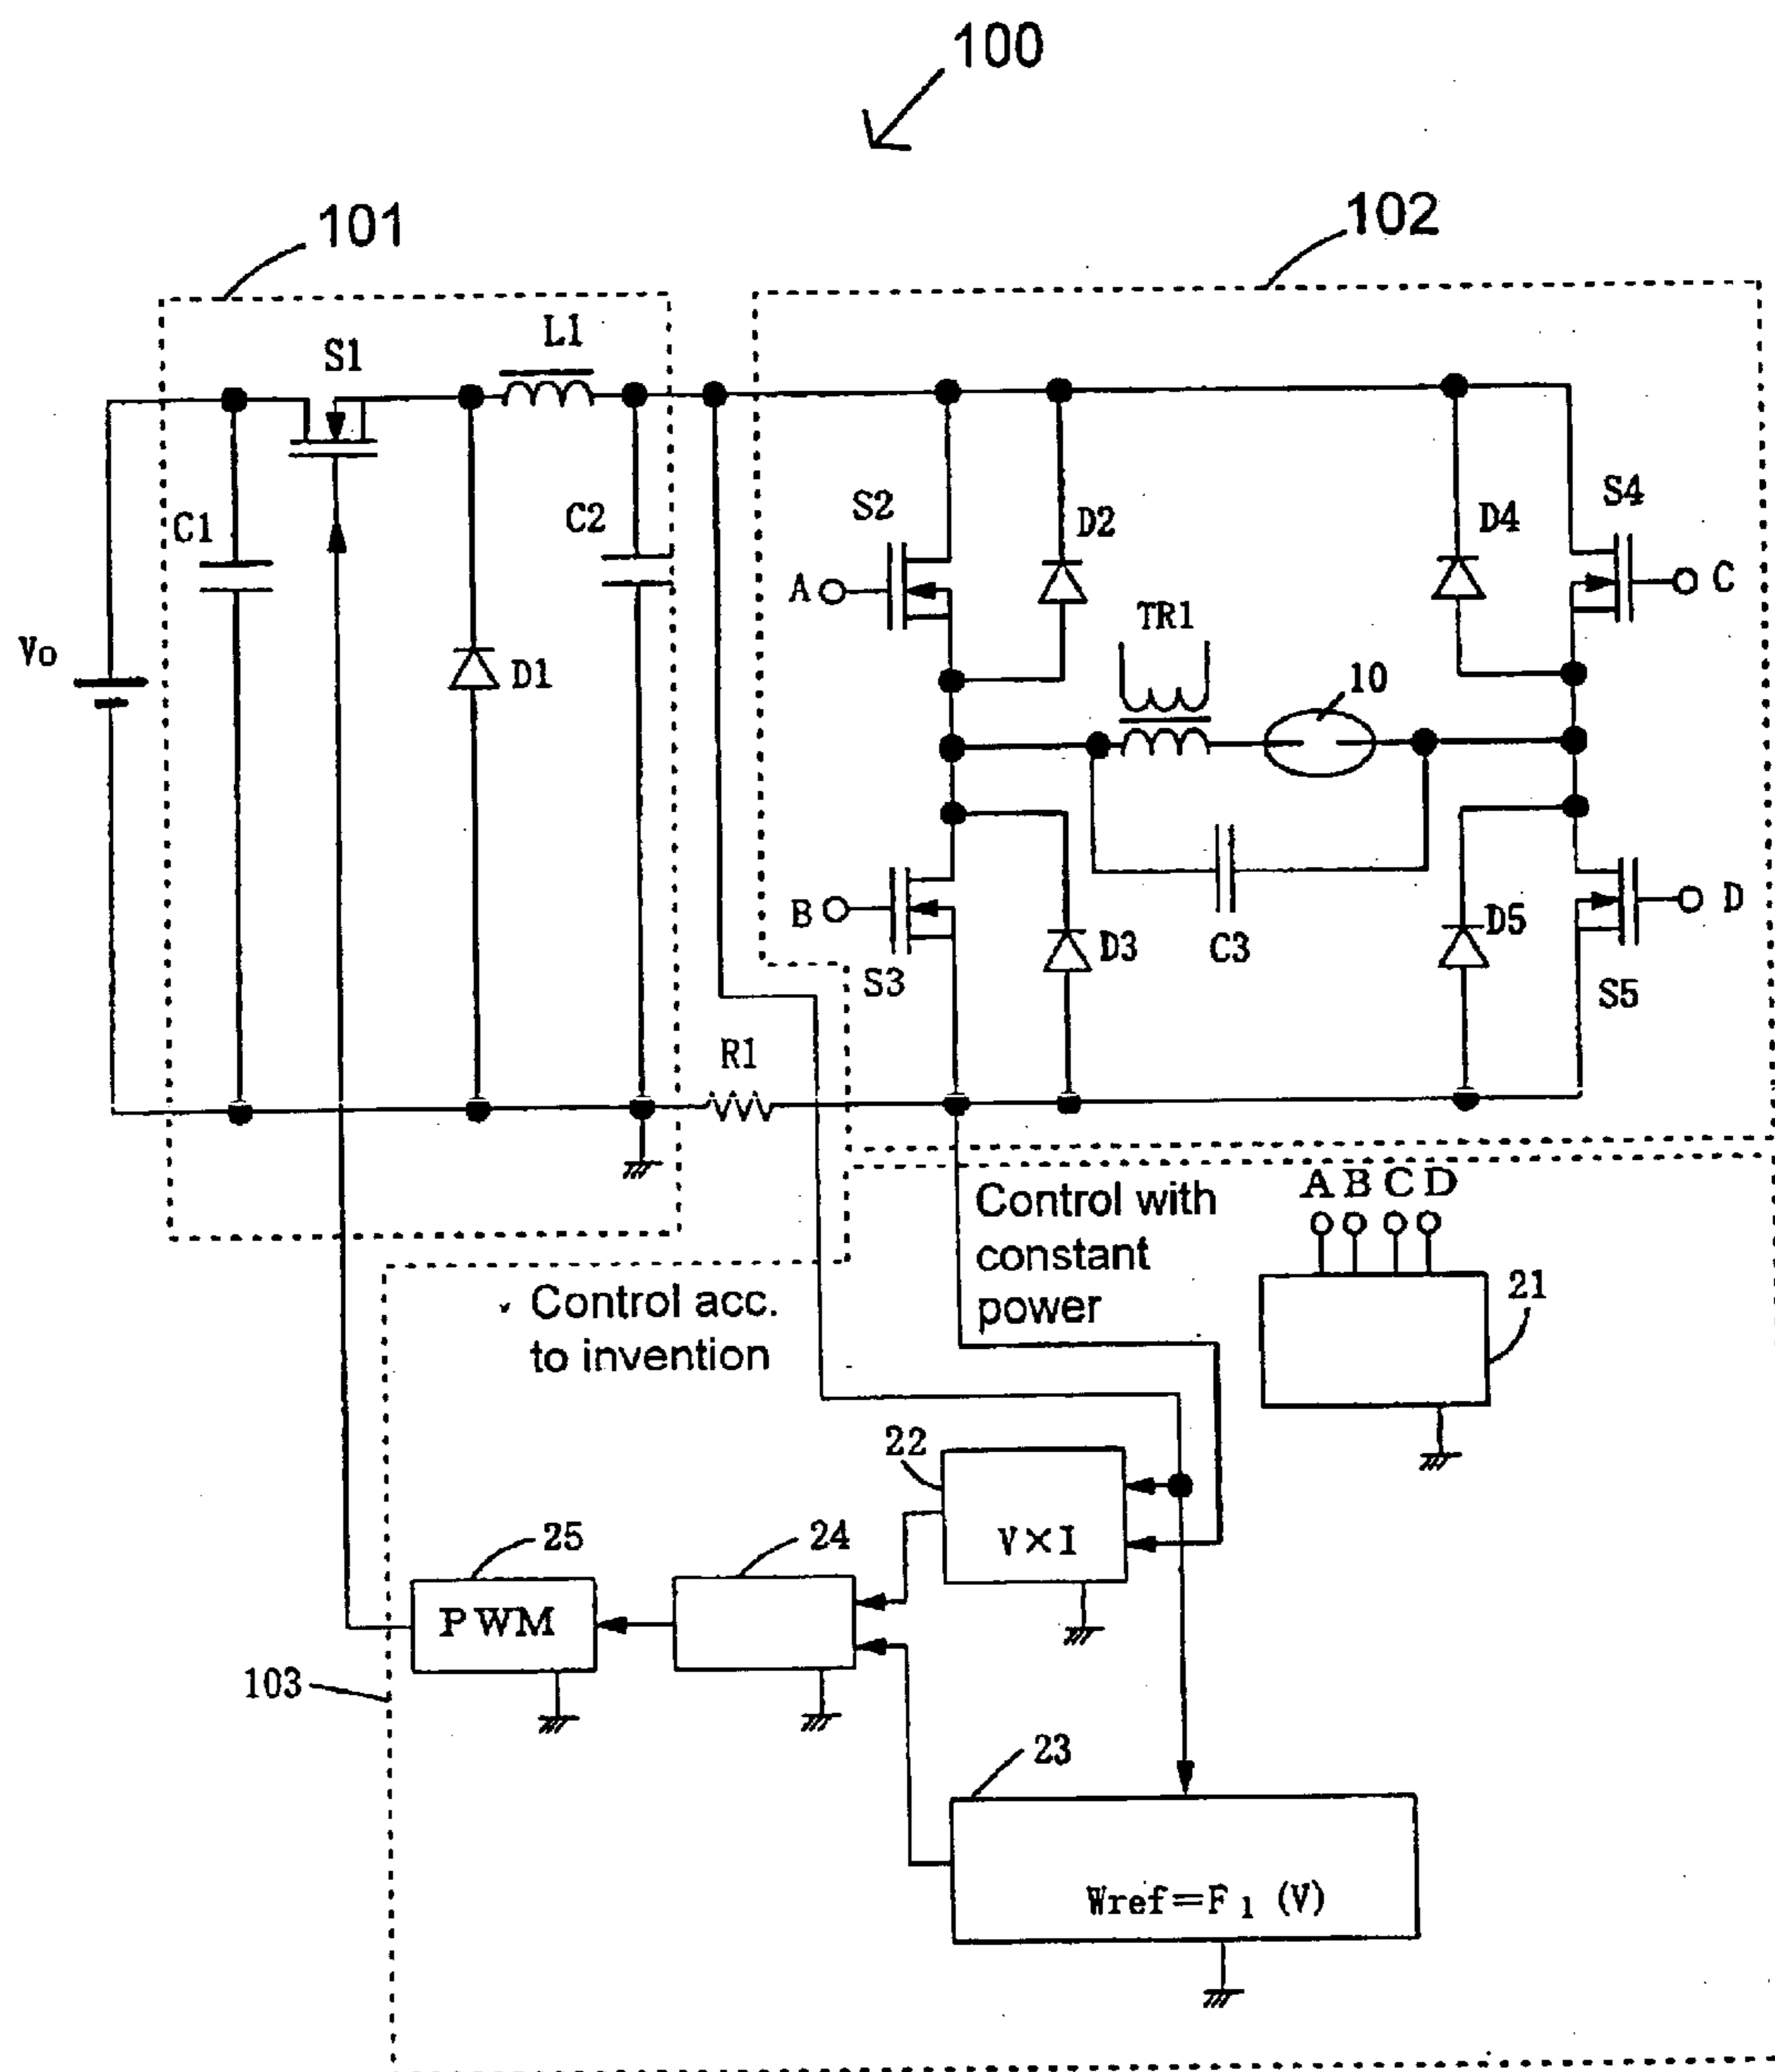 100
101
102
S1
L1
S2
D2
D4
S4
C1
C2
A
C
TR1
Vo
D1
10
B
D
S3
D3
C3
D5
S5
R1
A B C D
Control with
constant
power
Control acc.
to invention
21
22
V×I
25
24
PWM
103
23
Wref=F1 (V)